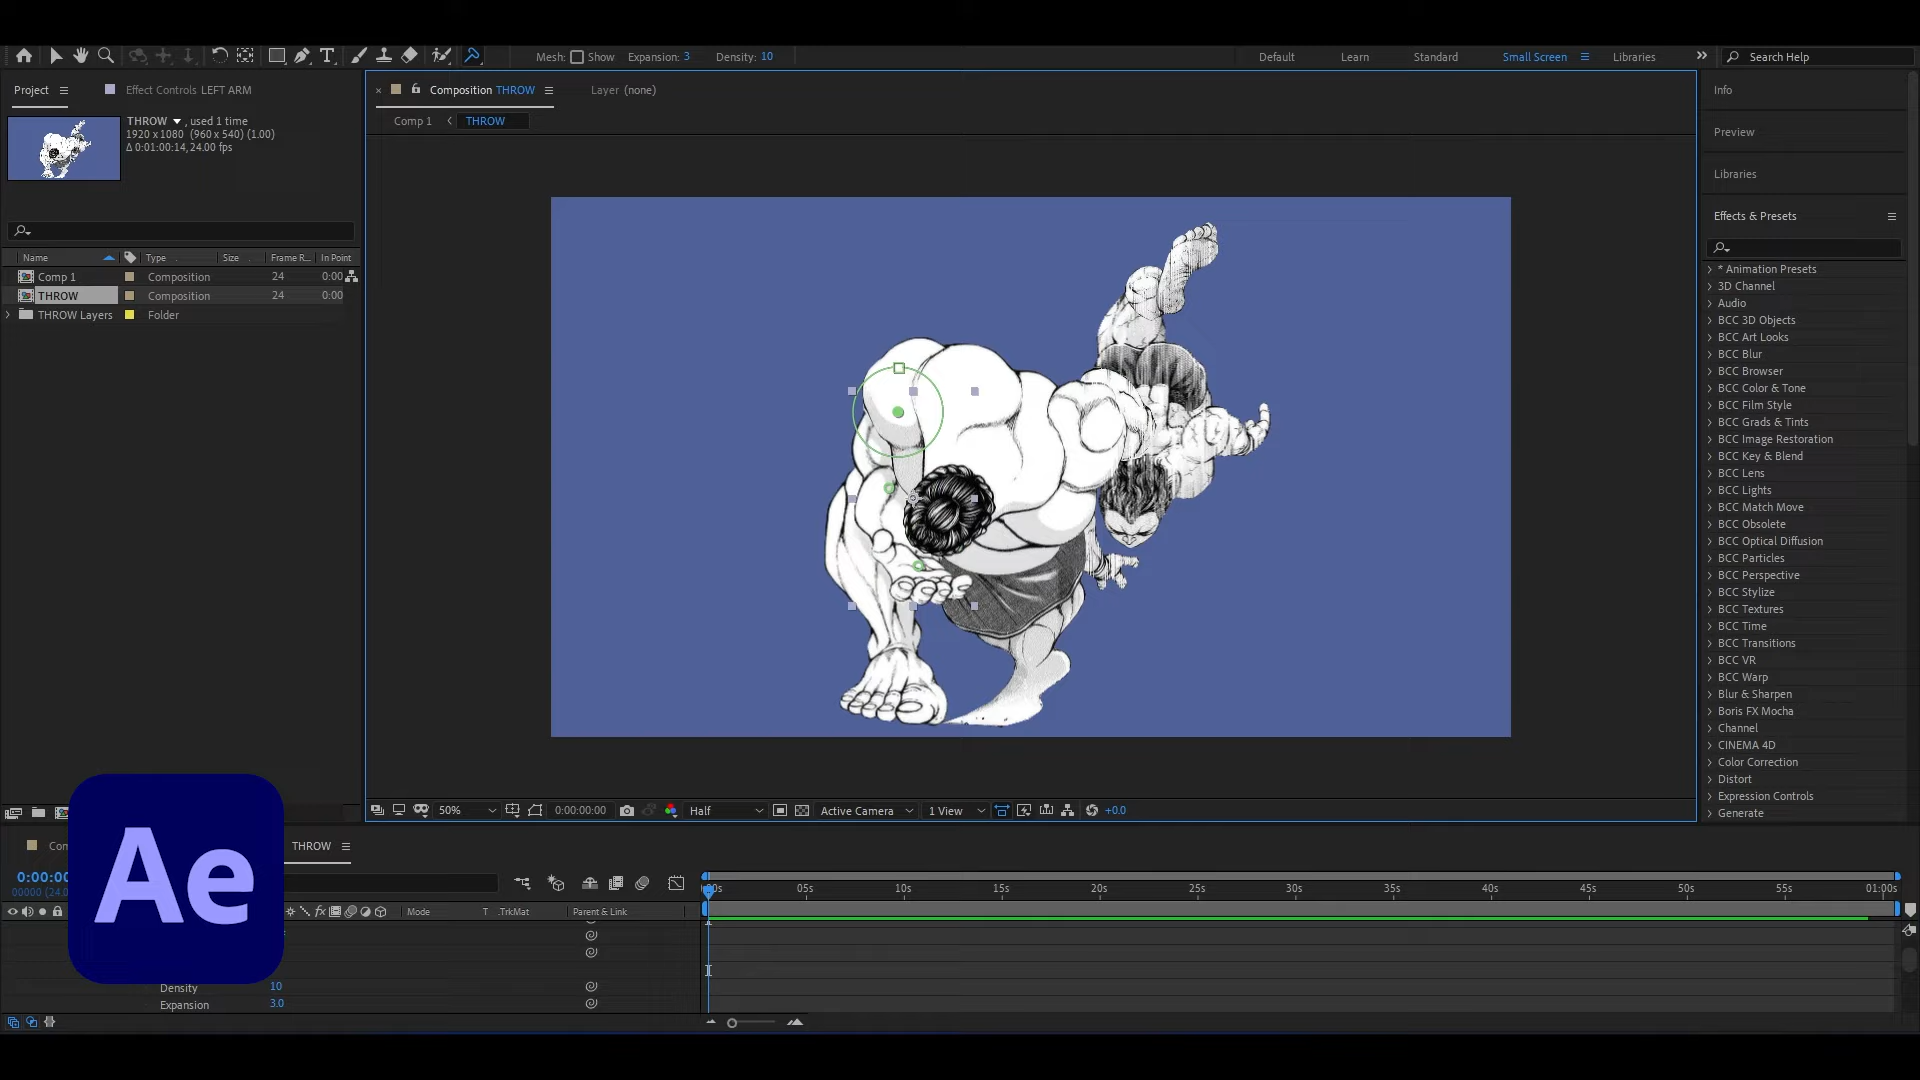 Mesh: Show Expansion: 3 Density: 10 Default Learn Standard Small Screen Libraries Search Help
Project Effect Controls LEFT ARM
THROW , used 1 time
1920 x 1080 (960 x 540) (1.00)
Δ 0:01:00:14, 24.00 fps
Name Type Size Frame R... In Point
Comp 1 Composition 24 0:00
THROW Composition 24 0:00
THROW Layers Folder
Composition THROW Layer (none)
Comp 1 THROW
50% 0:00:00:00 Half Active Camera 1 View +0.0
Info
Preview
Libraries
Effects & Presets
* Animation Presets
3D Channel
Audio
BCC 3D Objects
BCC Art Looks
BCC Blur
BCC Browser
BCC Color & Tone
BCC Film Style
BCC Grads & Tints
BCC Image Restoration
BCC Key & Blend
BCC Lens
BCC Lights
BCC Match Move
BCC Obsolete
BCC Optical Diffusion
BCC Particles
BCC Perspective
BCC Stylize
BCC Textures
BCC Time
BCC Transitions
BCC VR
BCC Warp
Blur & Sharpen
Boris FX Mocha
Channel
CINEMA 4D
Color Correction
Distort
Expression Controls
Generate
Ae
Com THROW
0:00:00
00000 (24.0
fx Mode T .TrkMat Parent & Link
Density 10
Expansion 3.0
:00s 05s 10s 15s 20s 25s 30s 35s 40s 45s 50s 55s 01:00s